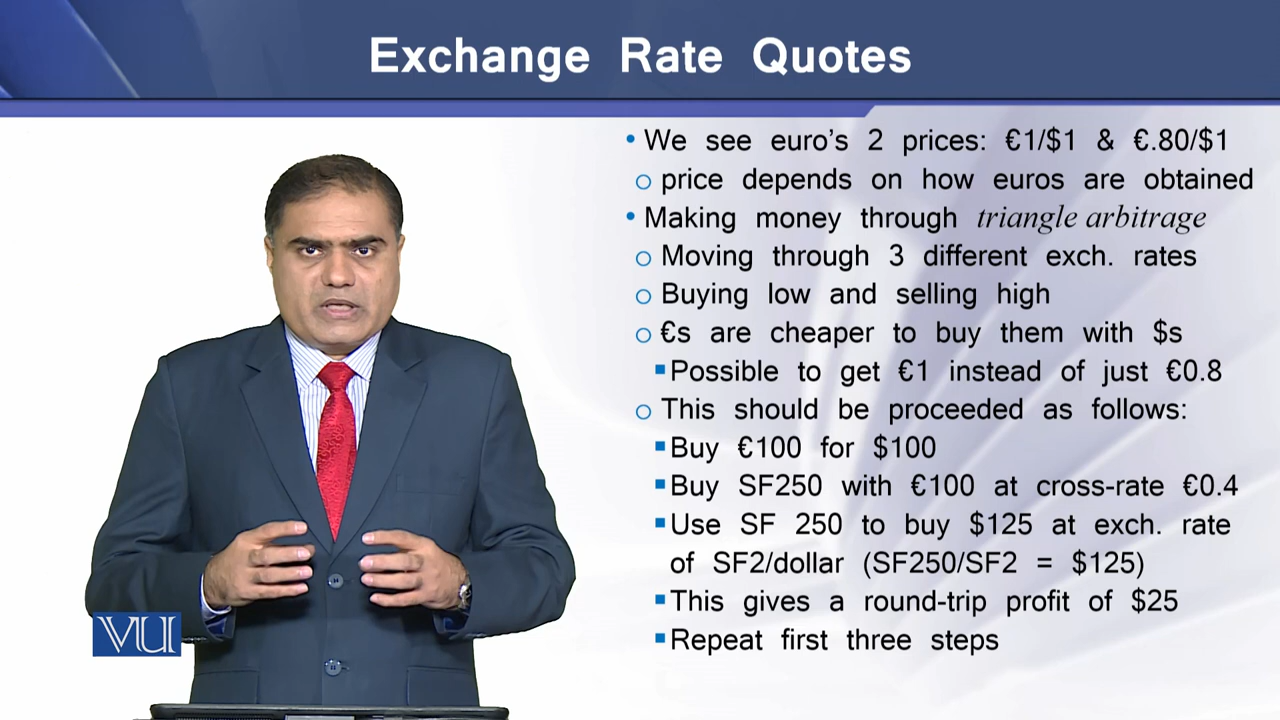 Exchange Rate Quotes
• We see euro's 2 prices: €1/$1 & €.80/$1
o price depends on how euros are obtained
• Making money through triangle arbitrage
o Moving through 3 different exch. rates
o Buying low and selling high
o €s are cheaper to buy them with $s
▪ Possible to get €1 instead of just €0.8
o This should be proceeded as follows:
▪ Buy €100 for $100
▪ Buy SF250 with €100 at cross-rate €0.4
▪ Use SF 250 to buy $125 at exch. rate
of SF2/dollar (SF250/SF2 = $125)
▪ This gives a round-trip profit of $25
▪ Repeat first three steps
VU